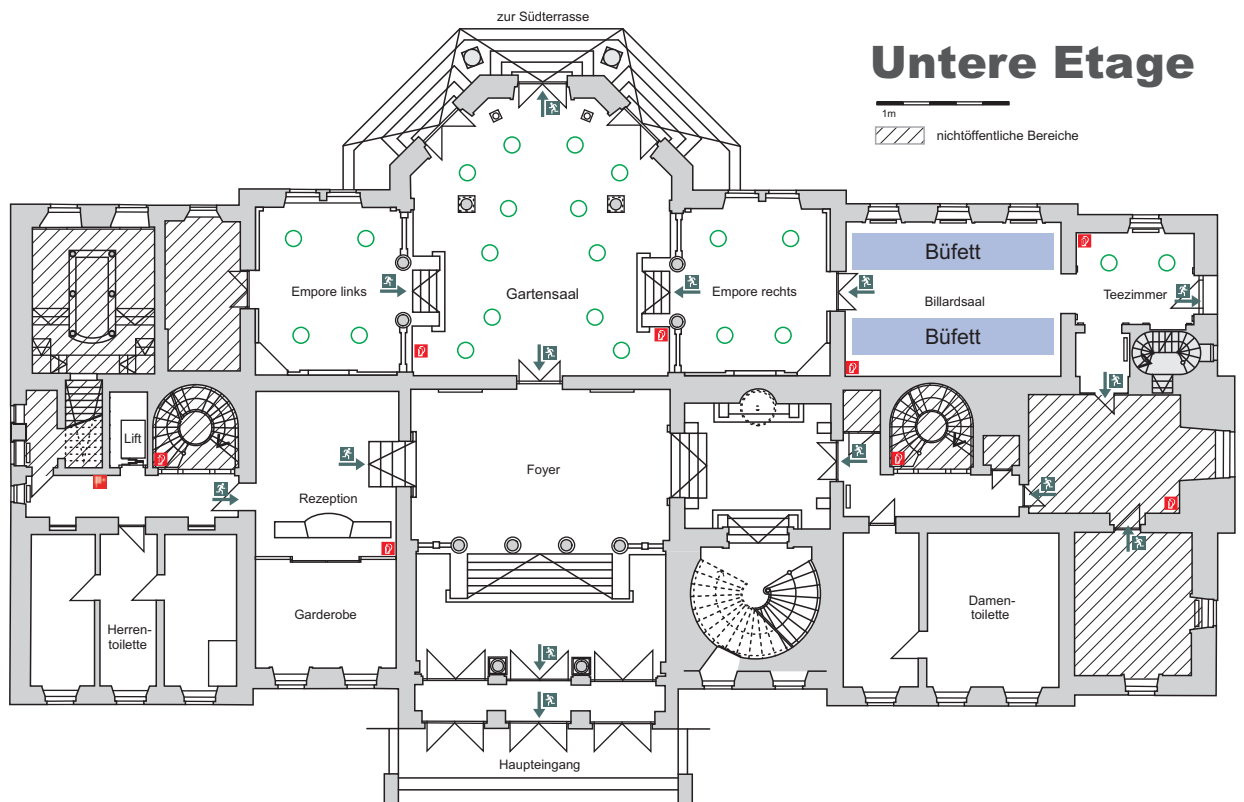 zur Südterrasse
Untere Etage
1m
nichtöffentliche Bereiche
Büfett
Empore links
Gartensaal
Empore rechts
Billardsaal
Teezimmer
Büfett
Lift
Foyer
Rezeption
Garderobe
Herren-
toilette
Damen-
toilette
Haupteingang